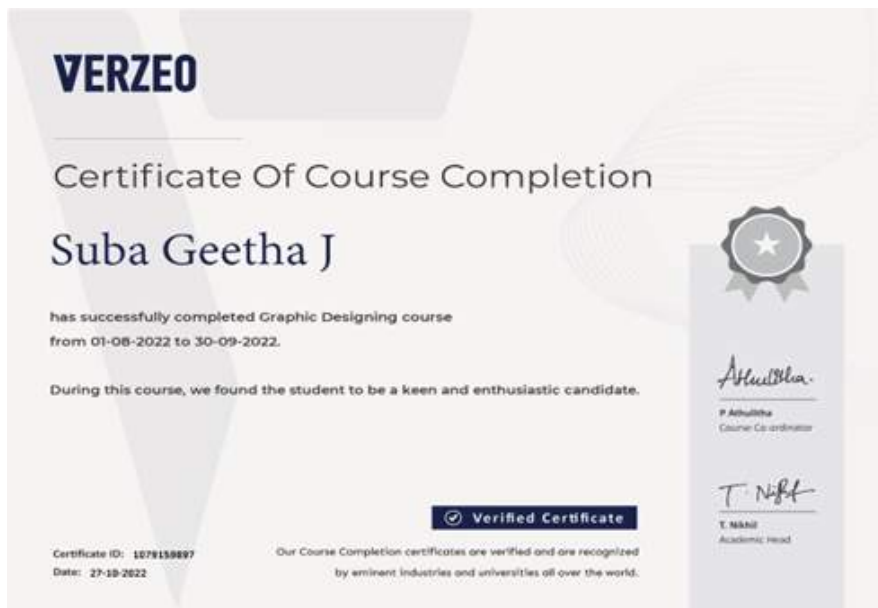 VERZEO
Certificate Of Course Completion
Suba Geetha J
has successfully completed Graphic Designing course
from 01-08-2022 to 30-09-2022.
During this course, we found the student to be a keen and enthusiastic candidate.
Athulitha.
P Athulitha
Course Co ordinator
T. Nikhil
T. Nikhil
Academic Head
Verified Certificate
Certificate ID: 1079159897
Date: 27-10-2022
Our Course Completion certificates are verified and are recognized
by eminent industries and universities all over the world.